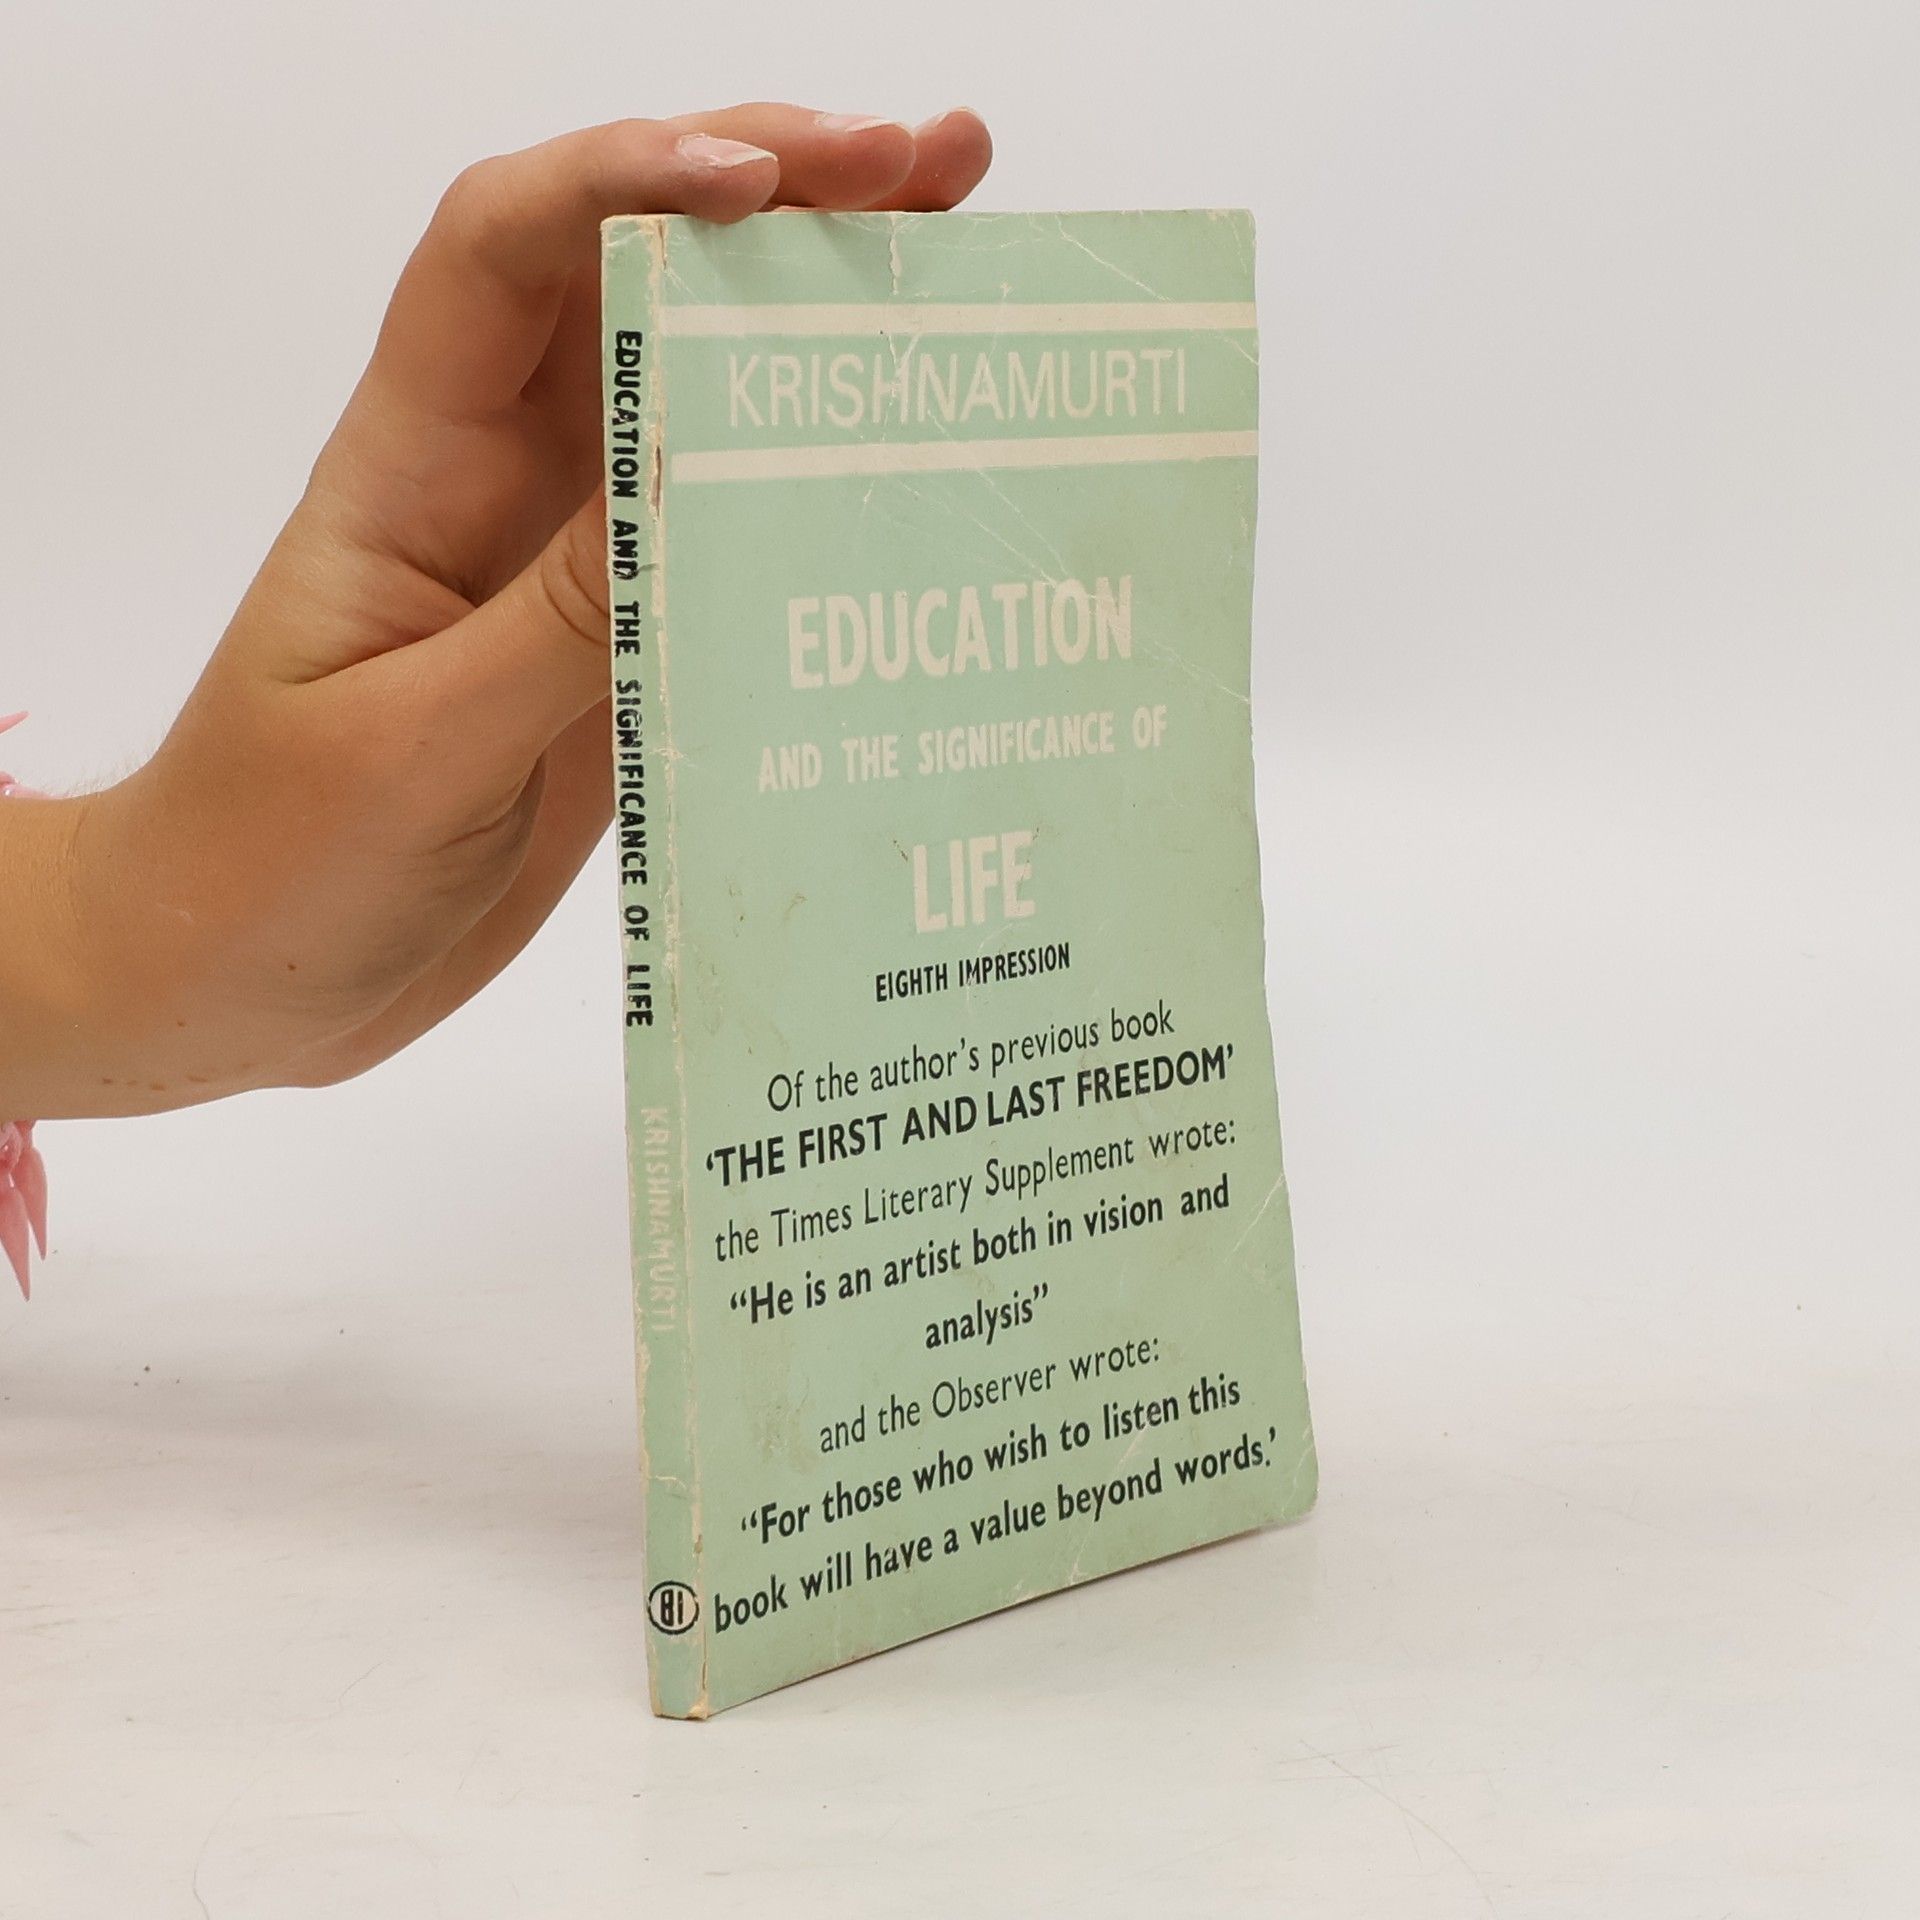 EDUCATION AND THE SIGNIFICANCE OF LIFE
KRISHNAMURTI
BI
KRISHNAMURTI
EDUCATION
AND THE SIGNIFICANCE OF
LIFE
EIGHTH IMPRESSION
Of the author's previous book
‘THE FIRST AND LAST FREEDOM’
the Times Literary Supplement wrote:
“He is an artist both in vision and
analysis”
and the Observer wrote:
“For those who wish to listen this
book will have a value beyond words.’